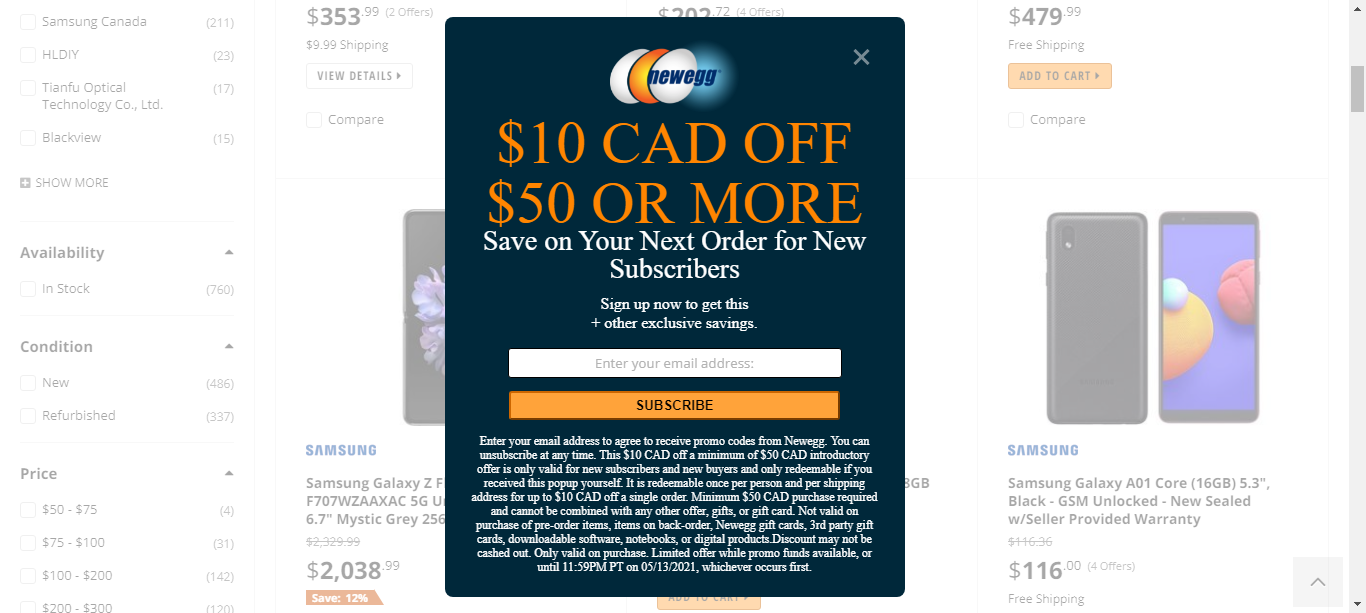 Samsung Canada (211)
HLDIY (23)
Tianfu Optical
Technology Co., Ltd. (17)
Blackview (15)
SHOW MORE
Availability
In Stock (760)
Condition
New (486)
Refurbished (337)
Price
$50 - $75 (4)
$75 - $100 (31)
$100 - $200 (142)
$200 - $300 (120)
$353.99 (2 Offers)
$9.99 Shipping
VIEW DETAILS
Compare
$202.72 (4 Offers)
$479.99
Free Shipping
ADD TO CART
Compare
newegg
$10 CAD OFF
$50 OR MORE
Save on Your Next Order for New
Subscribers
Sign up now to get this
+ other exclusive savings.
Enter your email address:
SUBSCRIBE
Enter your email address to agree to receive promo codes from Newegg. You can
unsubscribe at any time. This $10 CAD off a minimum of $50 CAD introductory
offer is only valid for new subscribers and new buyers and only redeemable if you
received this popup yourself. It is redeemable once per person and per shipping
address for up to $10 CAD off a single order. Minimum $50 CAD purchase required
and cannot be combined with any other offer, gifts, or gift card. Not valid on
purchase of pre-order items, items on back-order, Newegg gift cards, 3rd party gift
cards, downloadable software, notebooks, or digital products.Discount may not be
cashed out. Only valid on purchase. Limited offer while promo funds available, or
until 11:59PM PT on 05/13/2021, whichever occurs first.
SAMSUNG
Samsung Galaxy Z
F707WZAAXAC 5G
6.7" Mystic Grey
$2,329.99
$2,038.99
Save: 12%
ADD TO CART
SAMSUNG
Samsung Galaxy A01 Core (16GB) 5.3",
Black - GSM Unlocked - New Sealed
w/Seller Provided Warranty
$116.36
$116.00 (4 Offers)
Free Shipping